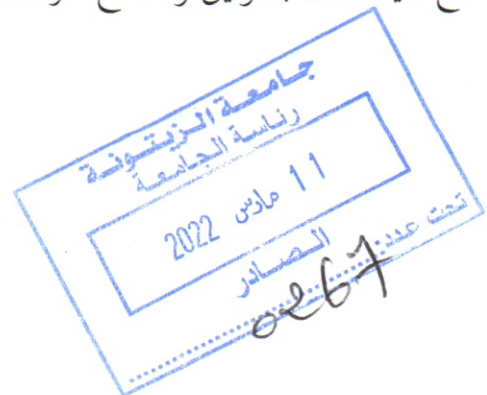 جامعة الزيتونة
رئاسة الجامعة
11 مارس 2022
الصادر
تحت عدد: 0267